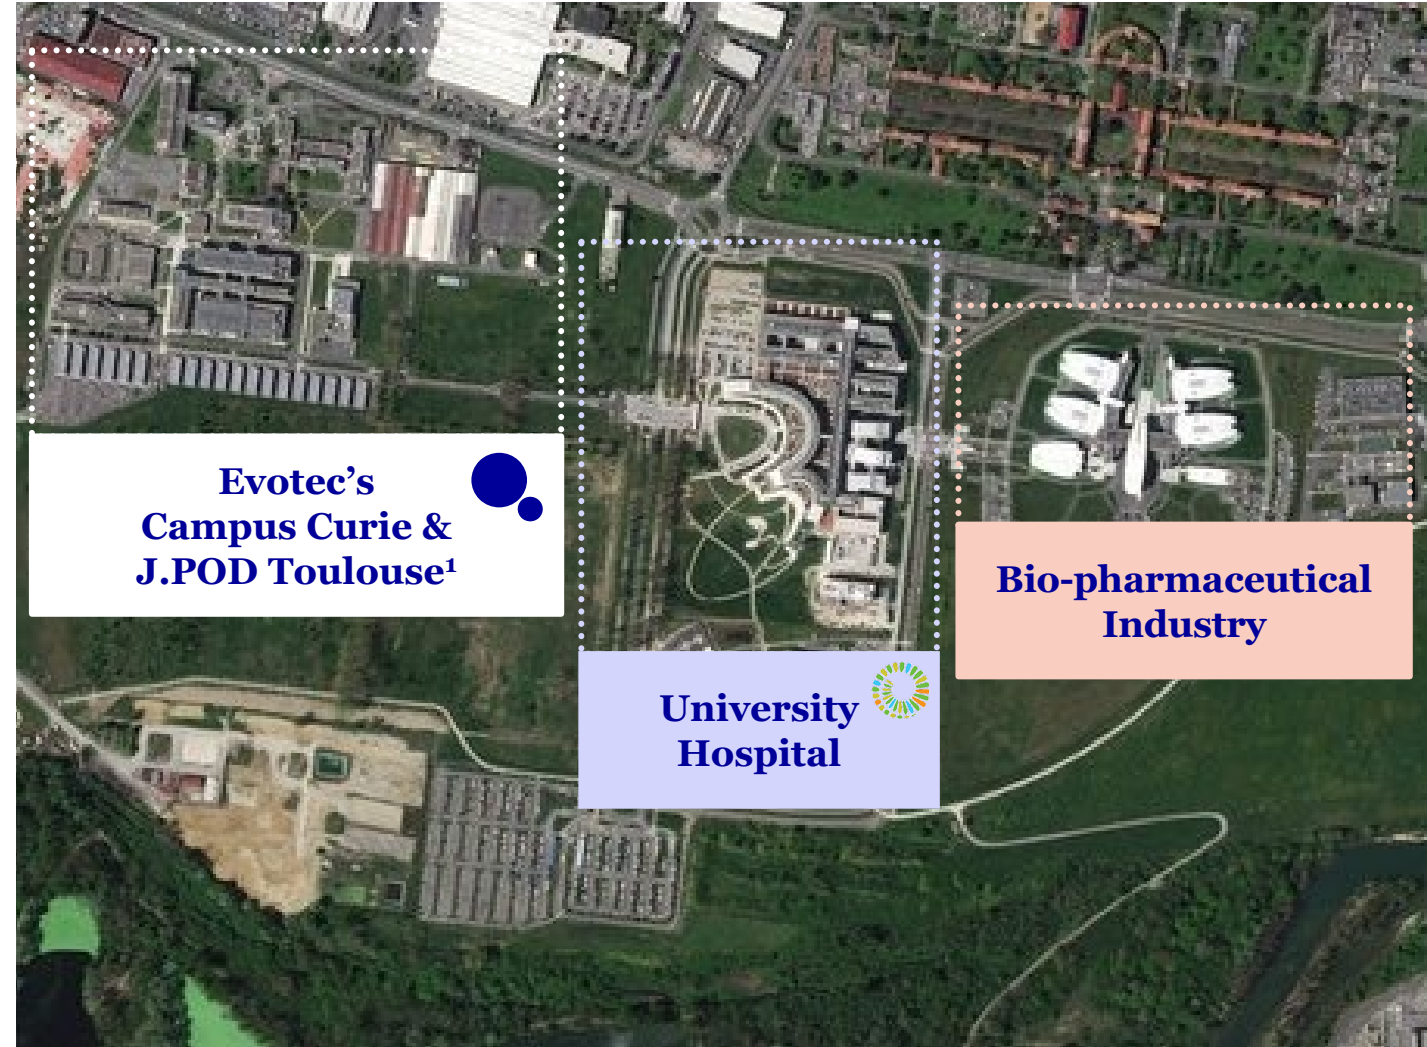 Evotec’s
Campus Curie &
J.POD Toulouse¹
University
Hospital
Bio-pharmaceutical
Industry